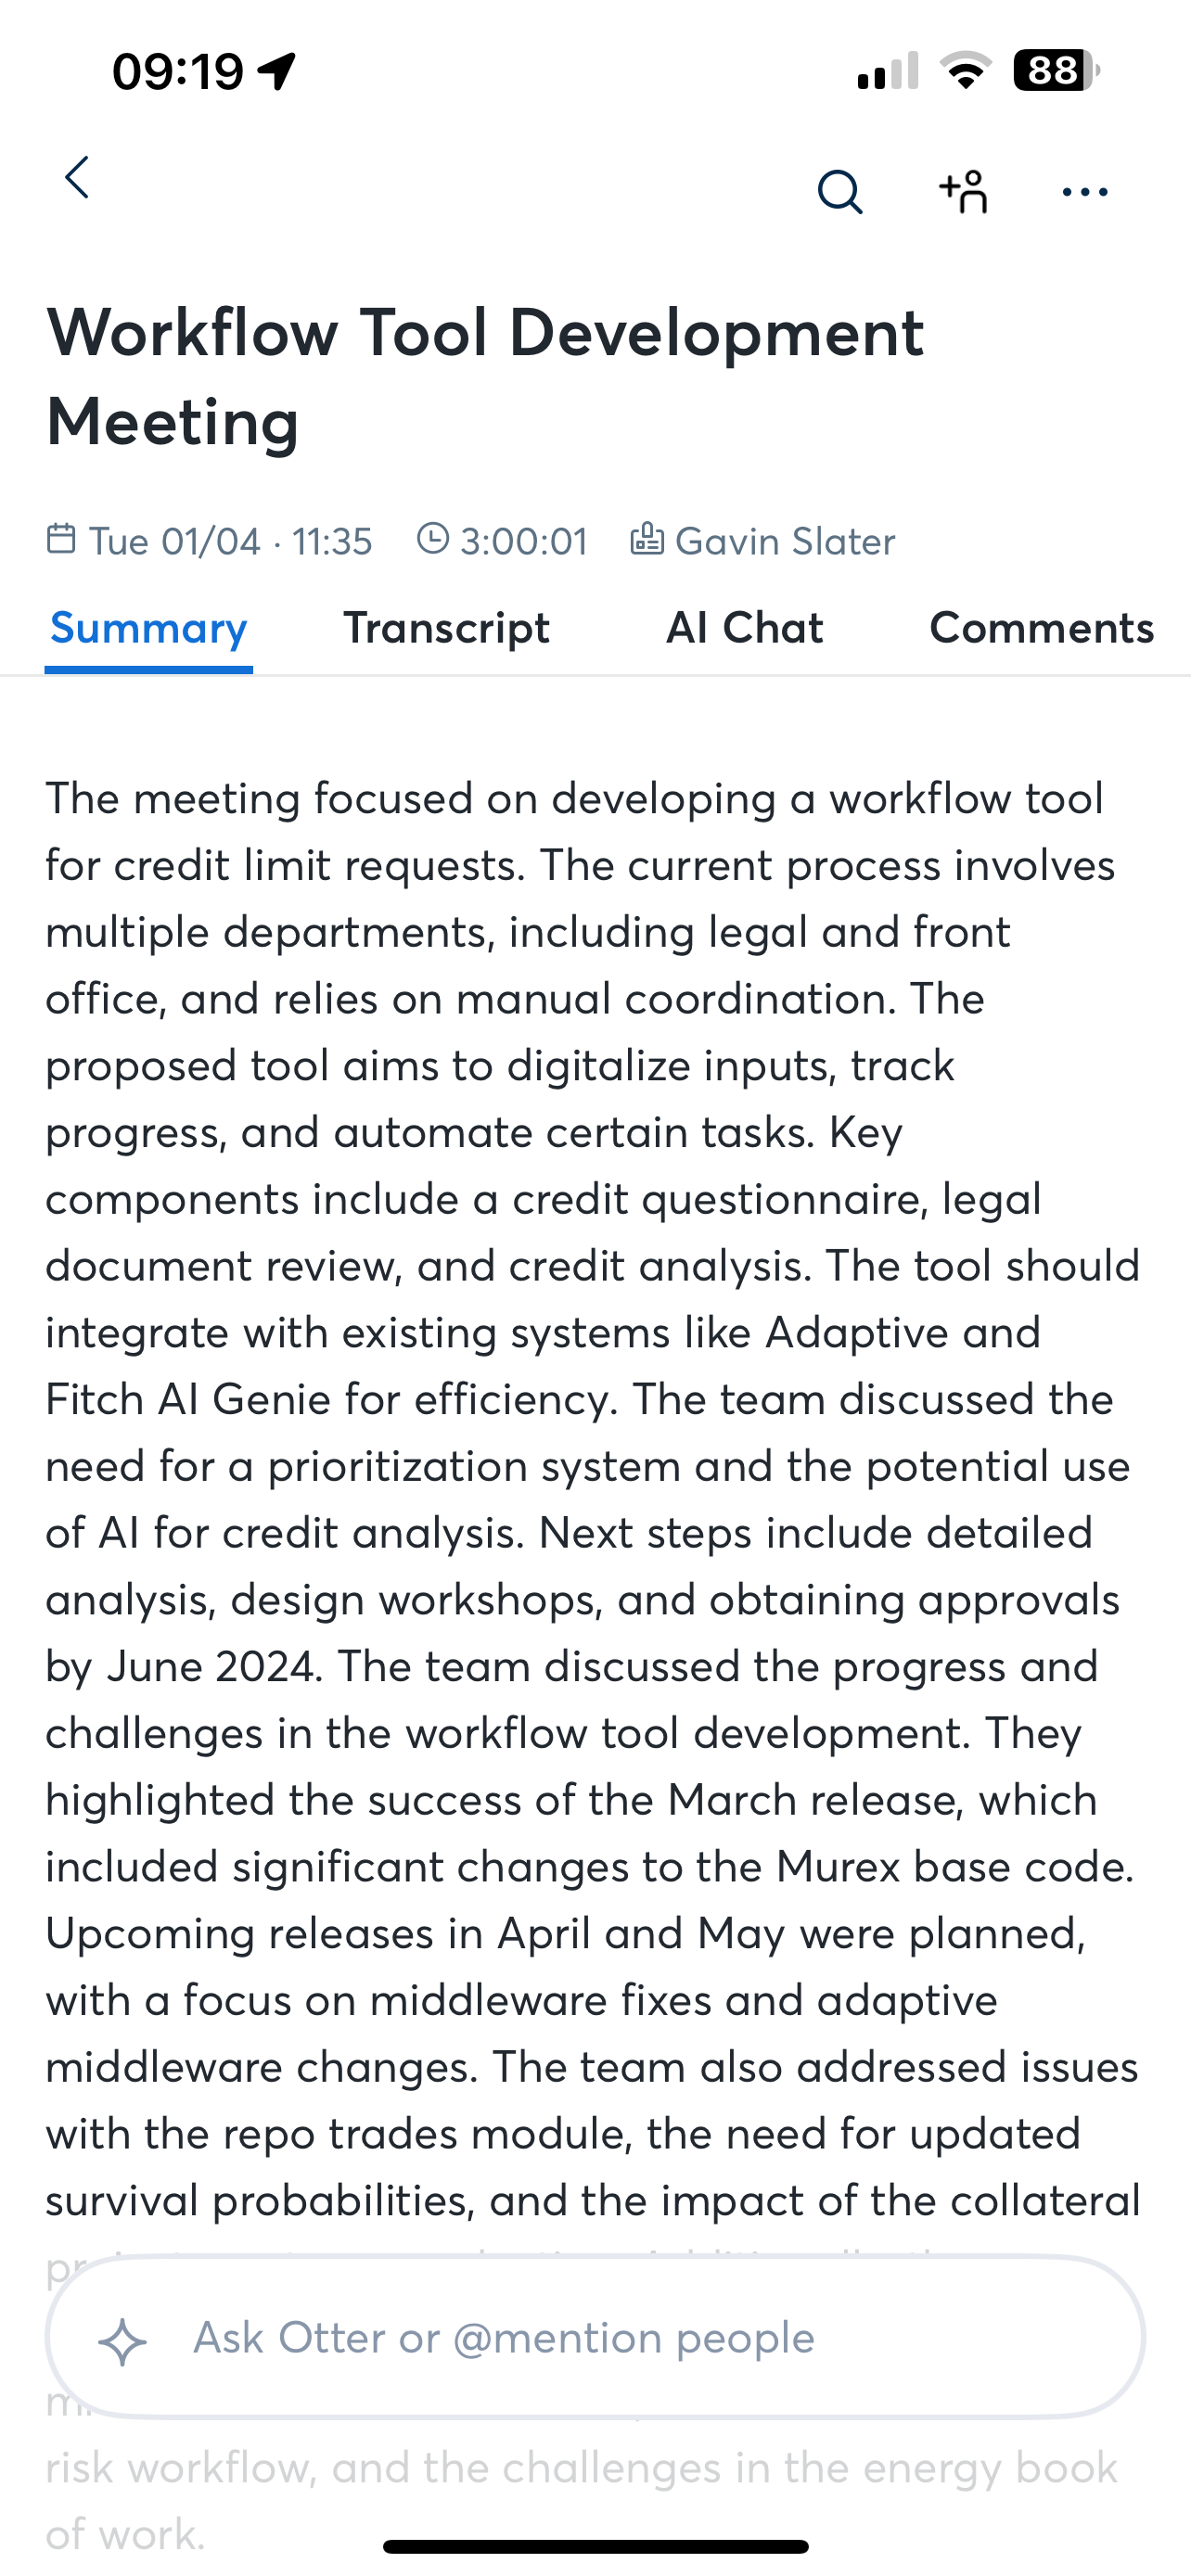 09:19
88
Workflow Tool Development
Meeting
Tue 01/04 · 11:35 3:00:01 Gavin Slater
Summary Transcript AI Chat Comments
The meeting focused on developing a workflow tool
for credit limit requests. The current process involves
multiple departments, including legal and front
office, and relies on manual coordination. The
proposed tool aims to digitalize inputs, track
progress, and automate certain tasks. Key
components include a credit questionnaire, legal
document review, and credit analysis. The tool should
integrate with existing systems like Adaptive and
Fitch AI Genie for efficiency. The team discussed the
need for a prioritization system and the potential use
of AI for credit analysis. Next steps include detailed
analysis, design workshops, and obtaining approvals
by June 2024. The team discussed the progress and
challenges in the workflow tool development. They
highlighted the success of the March release, which
included significant changes to the Murex base code.
Upcoming releases in April and May were planned,
with a focus on middleware fixes and adaptive
middleware changes. The team also addressed issues
with the repo trades module, the need for updated
survival probabilities, and the impact of the collateral
Ask Otter or @mention people
risk workflow, and the challenges in the energy book
of work.